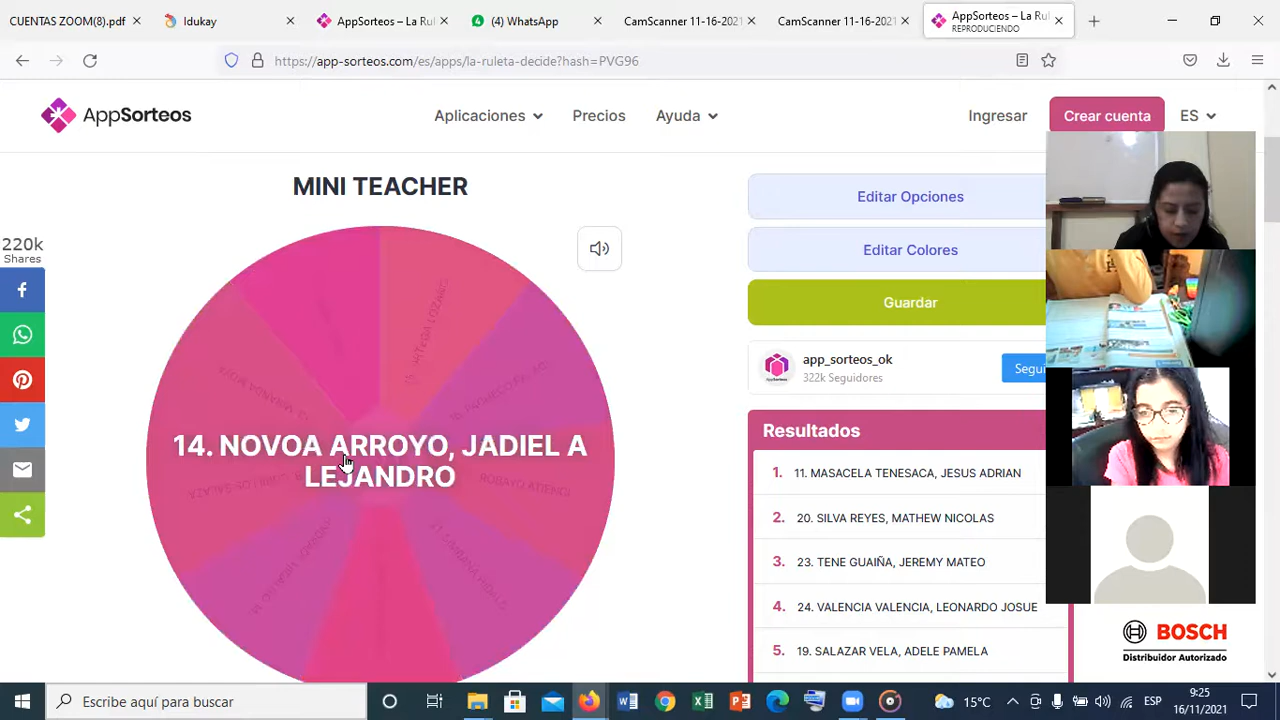 CUENTAS ZOOM(8).pdf
Idukay
AppSorteos – La Rul
(4) WhatsApp
CamScanner 11-16-2021
CamScanner 11-16-2021
AppSorteos – La Rul
REPRODUCIENDO
https://app-sorteos.com/es/apps/la-ruleta-decide?hash=PVG96
AppSorteos
Aplicaciones
Precios
Ayuda
Ingresar
Crear cuenta
ES
MINI TEACHER
220k
Shares
14. NOVOA ARROYO, JADIEL A
LEJANDRO
Editar Opciones
Editar Colores
Guardar
app_sorteos_ok
322k Seguidores
Segui
Resultados
1. 11. MASACELA TENESACA, JESUS ADRIAN
2. 20. SILVA REYES, MATHEW NICOLAS
3. 23. TENE GUAIÑA, JEREMY MATEO
4. 24. VALENCIA VALENCIA, LEONARDO JOSUE
5. 19. SALAZAR VELA, ADELE PAMELA
BOSCH
Distribuidor Autorizado
Escribe aquí para buscar
15°C
ESP
9:25
16/11/2021